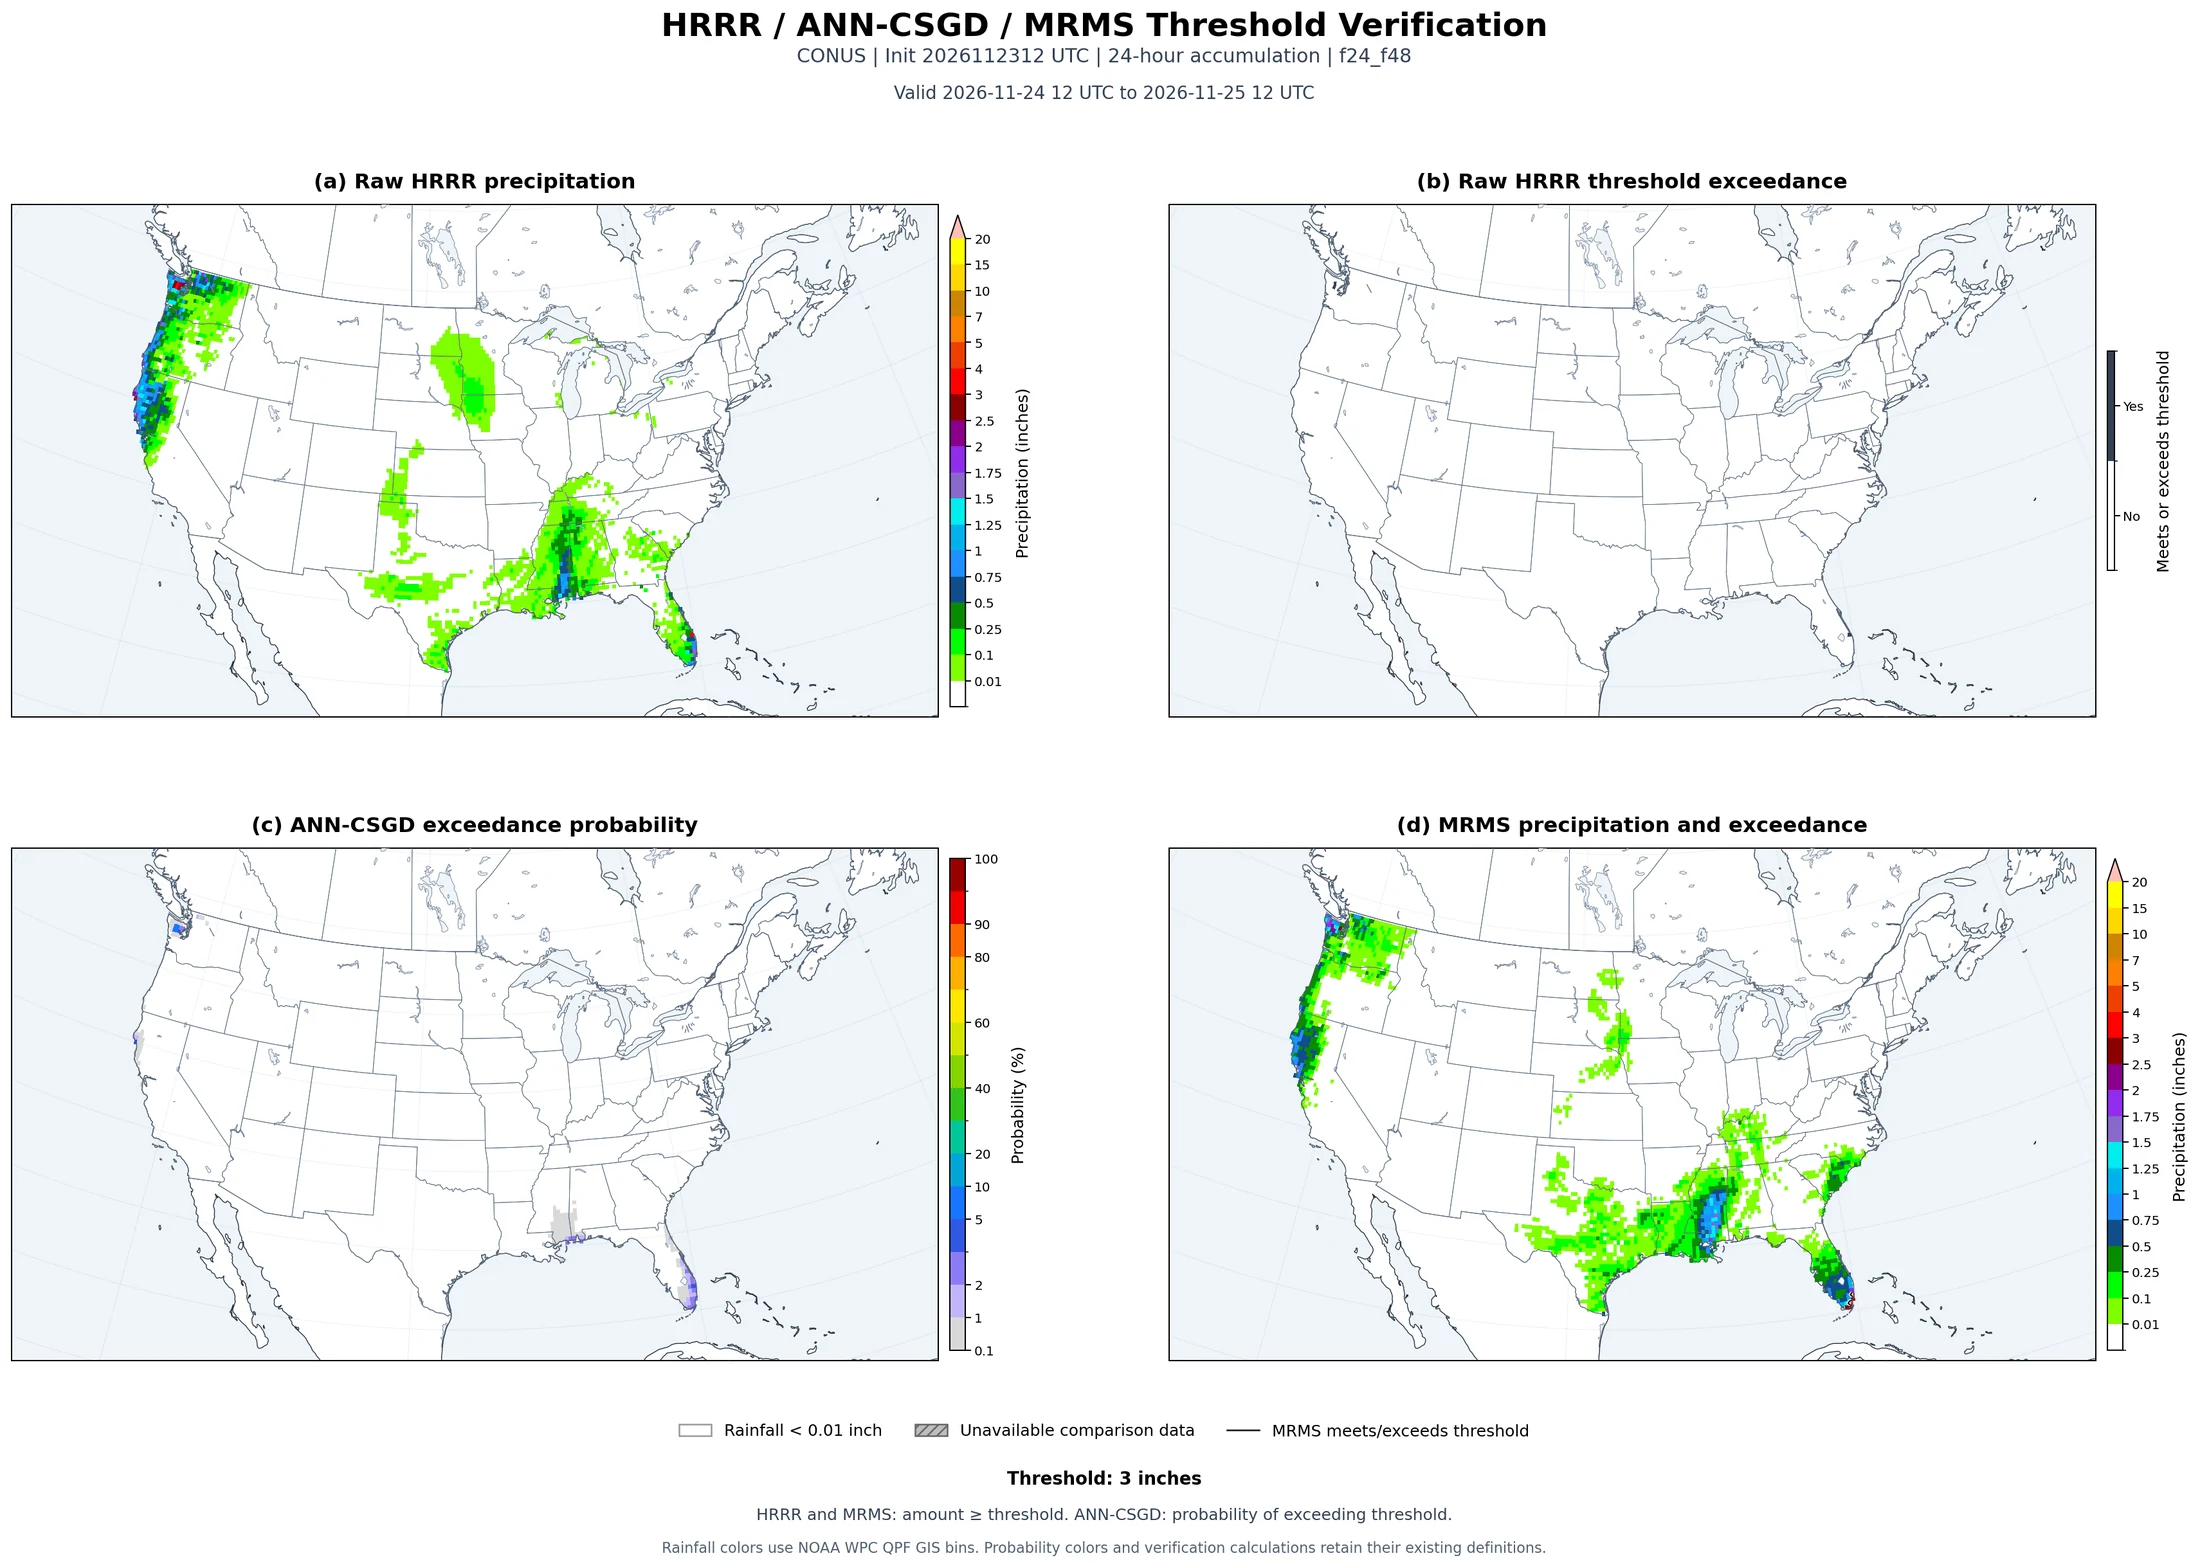 HRRR / ANN-CSGD / MRMS Threshold Verification
CONUS | Init 2026112312 UTC | 24-hour accumulation | f24_f48
Valid 2026-11-24 12 UTC to 2026-11-25 12 UTC
(a) Raw HRRR precipitation
20
15
10
7
5
4
3
2.5
2
1.75
1.5
1.25
1
0.75
0.5
0.25
0.1
0.01
Precipitation (inches)
(b) Raw HRRR threshold exceedance
Yes
No
Meets or exceeds threshold
(c) ANN-CSGD exceedance probability
100
90
80
60
40
20
10
5
2
1
0.1
Probability (%)
(d) MRMS precipitation and exceedance
20
15
10
7
5
4
3
2.5
2
1.75
1.5
1.25
1
0.75
0.5
0.25
0.1
0.01
Precipitation (inches)
Rainfall < 0.01 inch
Unavailable comparison data
MRMS meets/exceeds threshold
Threshold: 3 inches
HRRR and MRMS: amount ≥ threshold. ANN-CSGD: probability of exceeding threshold.
Rainfall colors use NOAA WPC QPF GIS bins. Probability colors and verification calculations retain their existing definitions.